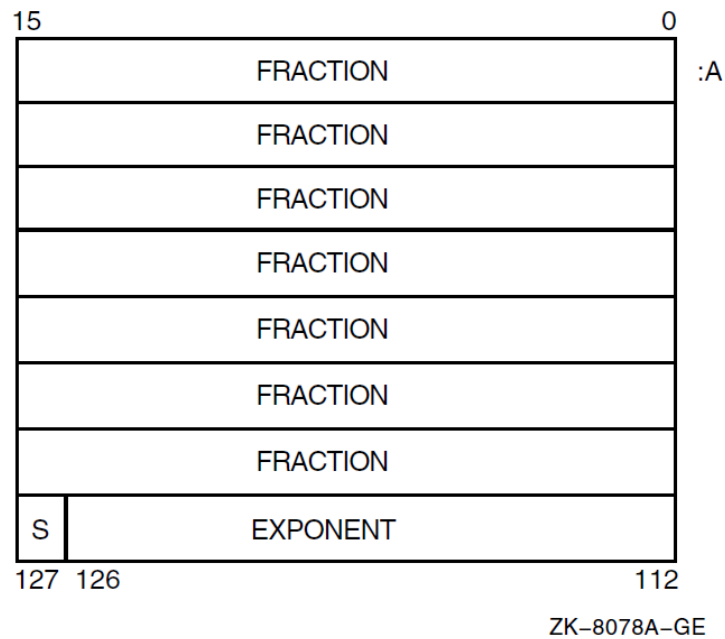 15 0
FRACTION :A
FRACTION
FRACTION
FRACTION
FRACTION
FRACTION
FRACTION
S EXPONENT
127 126 112
ZK–8078A–GE